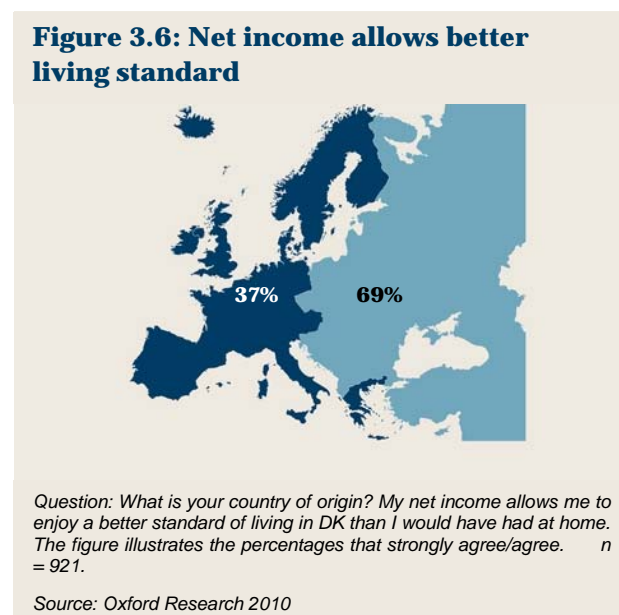 Figure 3.6: Net income allows better
living standard
37%
69%
Question: What is your country of origin? My net income allows me to
enjoy a better standard of living in DK than I would have had at home.
The figure illustrates the percentages that strongly agree/agree. n
= 921.
Source: Oxford Research 2010